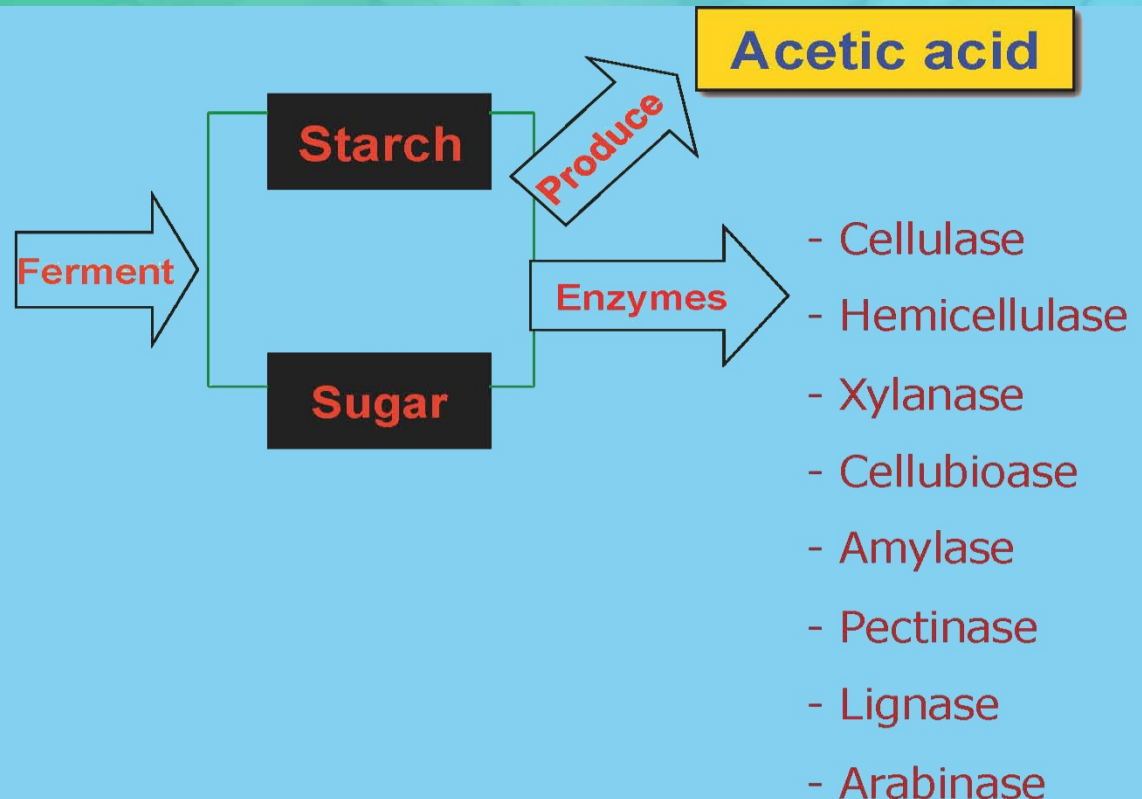 Acetic acid
Starch
Produce
Ferment
Enzymes
Sugar
- Cellulase
- Hemicellulase
- Xylanase
- Cellubioase
- Amylase
- Pectinase
- Lignase
- Arabinase